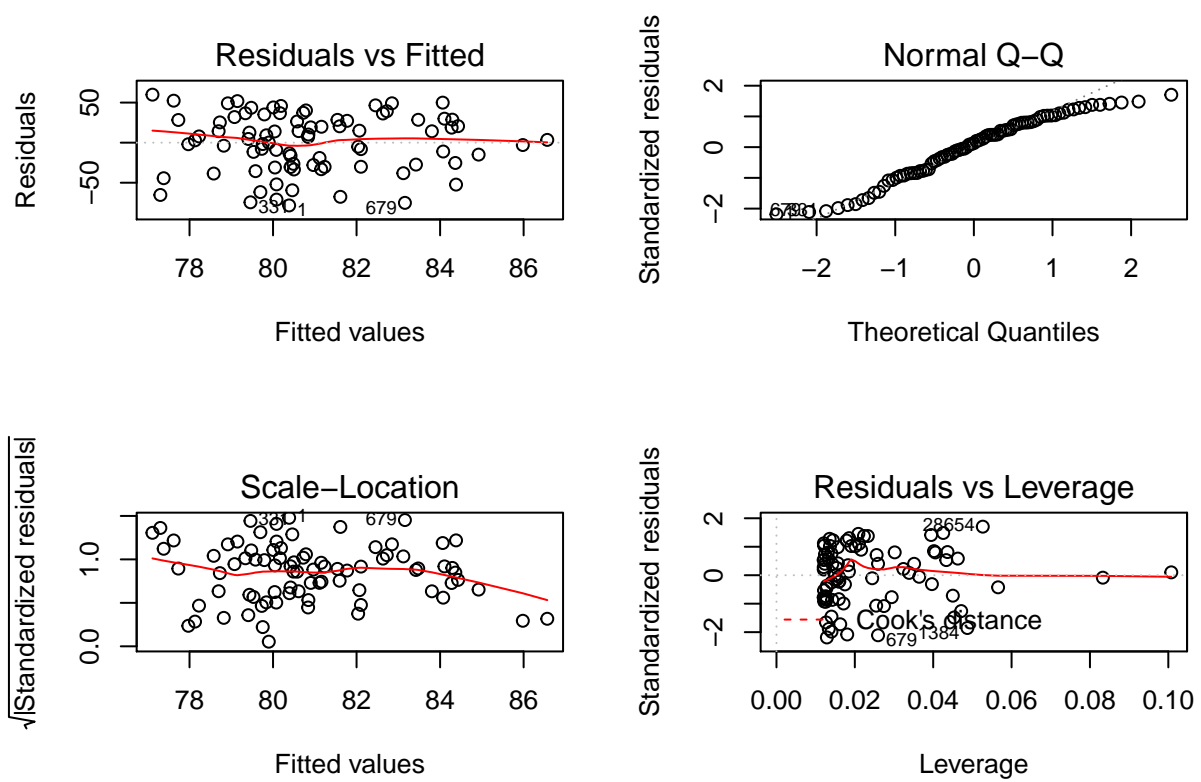 Residuals vs Fitted
Residuals
50
−50
331
1
679
78 80 82 84 86
Fitted values
Normal Q−Q
Standardized residuals
2
0
−2
−2 −1 0 1 2
Theoretical Quantiles
Scale−Location
√|Standardized residuals|
1.0
0.0
331
1
679
78 80 82 84 86
Fitted values
Residuals vs Leverage
Standardized residuals
2
0
−2
28654
Cook's distance
679
1384
0.00 0.02 0.04 0.06 0.08 0.10
Leverage